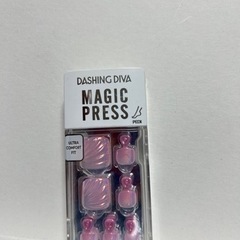 DASHING DIVA
MAGIC
PRESS
PEDI
ULTRA
COMFORT
FIT